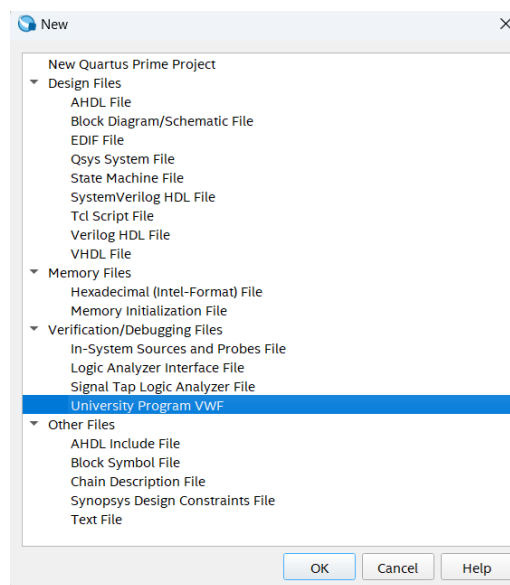 New
New Quartus Prime Project
Design Files
AHDL File
Block Diagram/Schematic File
EDIF File
Qsys System File
State Machine File
SystemVerilog HDL File
Tcl Script File
Verilog HDL File
VHDL File
Memory Files
Hexadecimal (Intel-Format) File
Memory Initialization File
Verification/Debugging Files
In-System Sources and Probes File
Logic Analyzer Interface File
Signal Tap Logic Analyzer File
University Program VWF
Other Files
AHDL Include File
Block Symbol File
Chain Description File
Synopsys Design Constraints File
Text File
OK Cancel Help